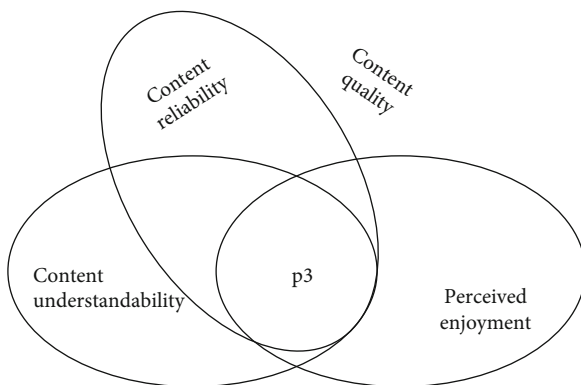 Content
reliability
Content
quality
Content
understandability
p3
Perceived
enjoyment